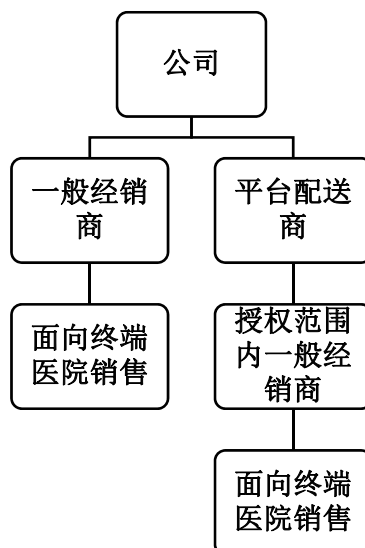 公司
一般经销
商
平台配送
商
面向终端
医院销售
授权范围
内一般经
销商
面向终端
医院销售